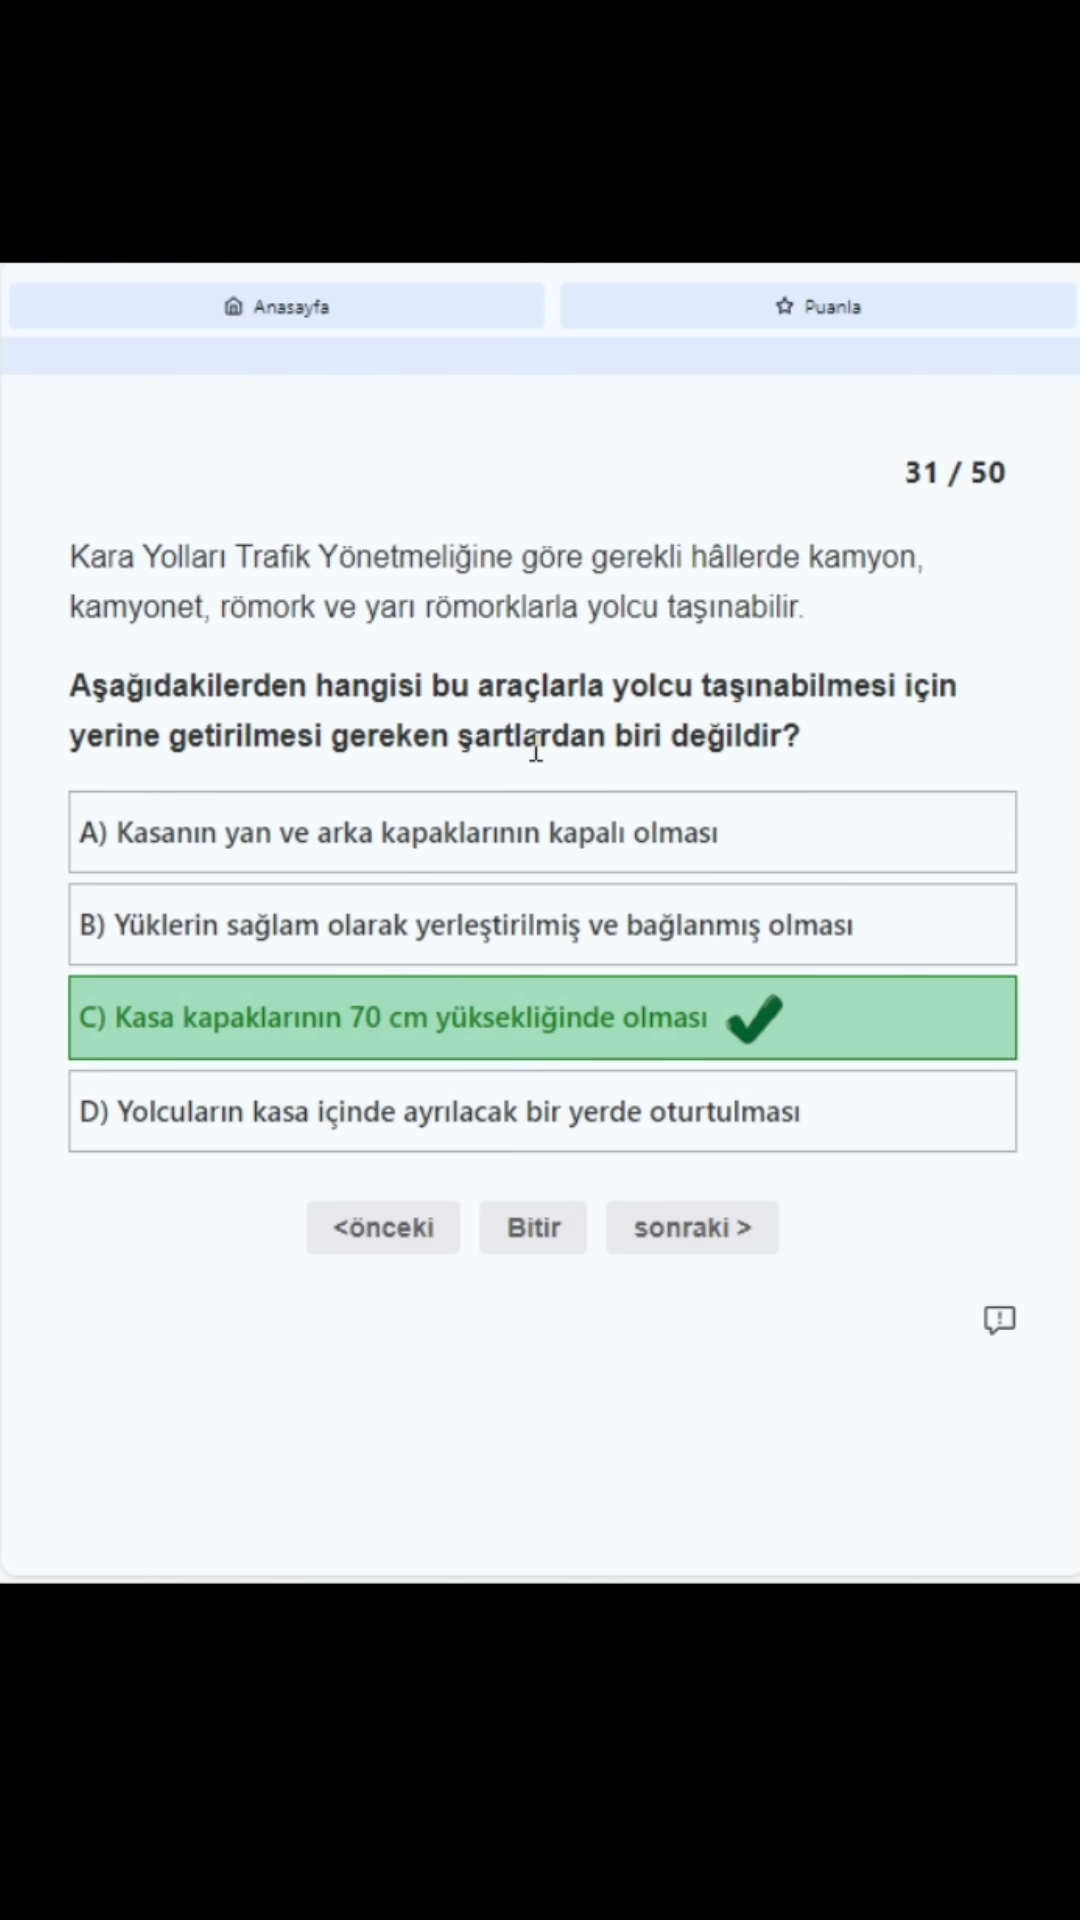 Anasayfa
Puanla
31 / 50
Kara Yolları Trafik Yönetmeliğine göre gerekli hâllerde kamyon,
kamyonet, römork ve yarı römorklarla yolcu taşınabilir.
Aşağıdakilerden hangisi bu araçlarla yolcu taşınabilmesi için
yerine getirilmesi gereken şartlardan biri değildir?
A) Kasanın yan ve arka kapaklarının kapalı olması
B) Yüklerin sağlam olarak yerleştirilmiş ve bağlanmış olması
C) Kasa kapaklarının 70 cm yüksekliğinde olması
D) Yolcuların kasa içinde ayrılacak bir yerde oturtulması
<önceki
Bitir
sonraki >